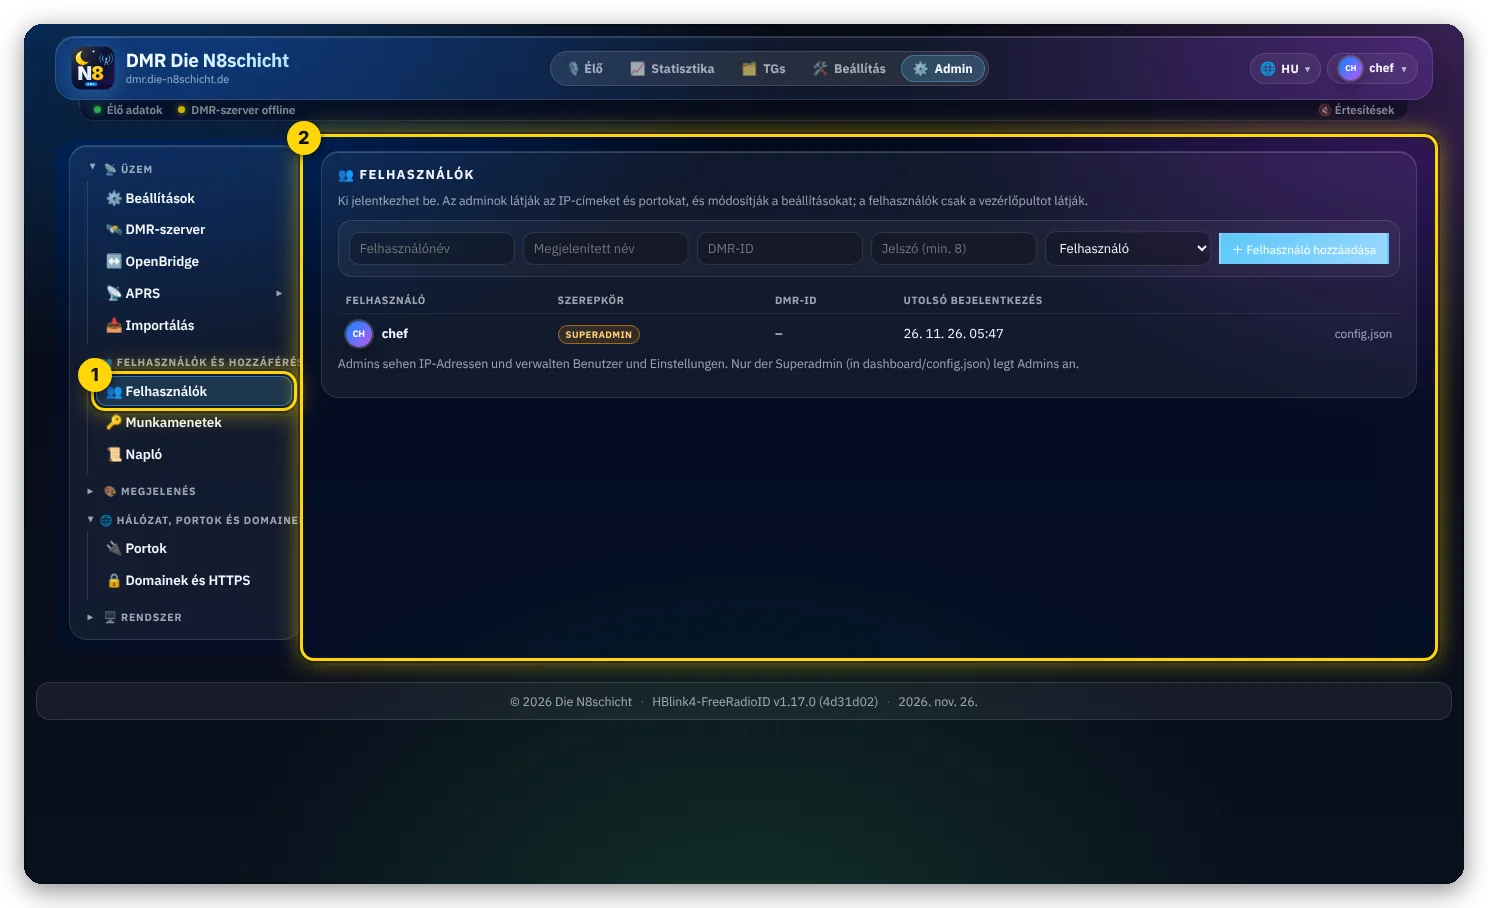 N8
DMR Die N8schicht
dmr.die-n8schicht.de
Élő
Statisztika
TGs
Beállítás
Admin
HU
CH chef
Élő adatok
DMR-szerver offline
Értesítések
2
ÜZEM
Beállítások
DMR-szerver
OpenBridge
APRS
Importálás
FELHASZNÁLÓK ÉS HOZZÁFÉRÉS
1
Felhasználók
Munkamenetek
Napló
MEGJELENÉS
HÁLÓZAT, PORTOK ÉS DOMAINE
Portok
Domainek és HTTPS
RENDSZER
FELHASZNÁLÓK
Ki jelentkezhet be. Az adminok látják az IP-címeket és portokat, és módosítják a beállításokat; a felhasználók csak a vezérlőpultot látják.
Felhasználónév
Megjelenített név
DMR-ID
Jelszó (min. 8)
Felhasználó
+ Felhasználó hozzáadása
FELHASZNÁLÓ SZEREPKÖR DMR-ID UTOLSÓ BEJELENTKEZÉS
CH chef SUPERADMIN – 26. 11. 26. 05:47 config.json
Admins sehen IP-Adressen und verwalten Benutzer und Einstellungen. Nur der Superadmin (in dashboard/config.json) legt Admins an.
© 2026 Die N8schicht · HBlink4-FreeRadioID v1.17.0 (4d31d02) · 2026. nov. 26.